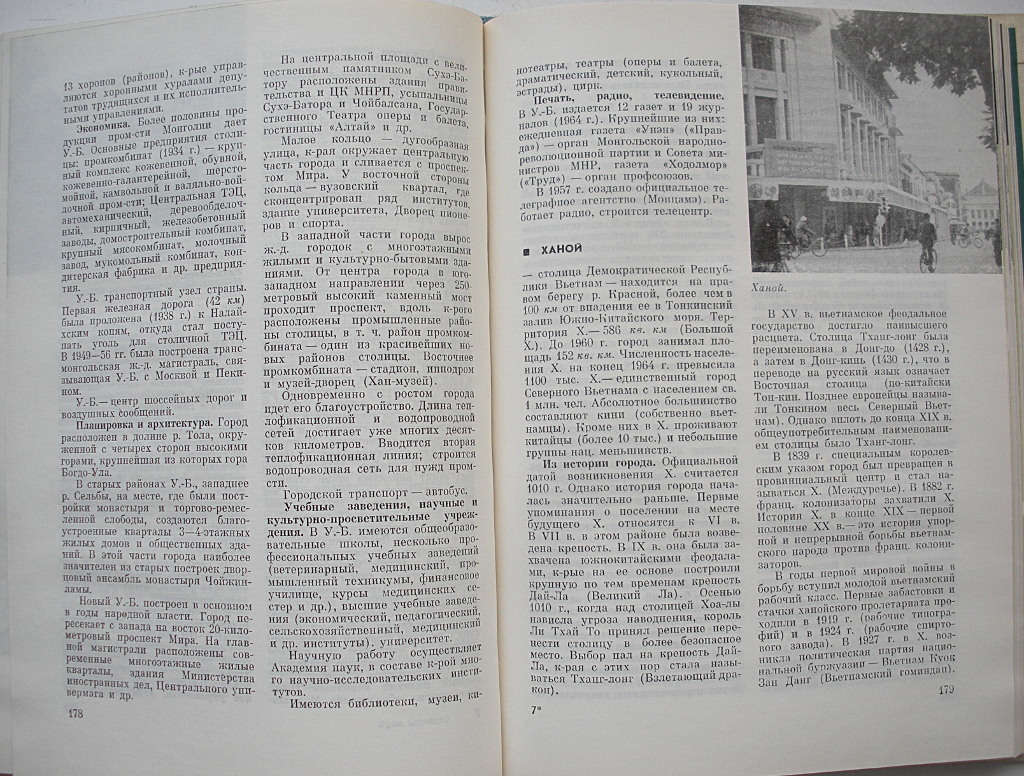 13 хоронов (районов), к-рые управ-
ляются хоронными хуралами депу-
татов трудящихся и их исполнитель-
ными управлениями.
Экономика. Более половины про-
дукции пром-сти Монголии дает
У.-Б. Основные предприятия столи-
цы: промкомбинат (1934 г.) — круп-
ный комплекс кожевенной, обувной,
кожевенно-галантерейной, шерсто-
мойной, камвольной и валяльно-вой-
лочной пром-сти; Центральная ТЭЦ,
автомеханический, деревообделоч-
ный, кирпичный, железобетонный
заводы, домостроительный комбинат,
крупный мясокомбинат, молочный
завод, мукомольный комбинат, кон-
дитерская фабрика и др. предприя-
тия.
У.-Б. транспортный узел страны.
Первая железная дорога (42 км)
была проложена (1938 г.) к Налай-
хским копям, откуда стал посту-
пать уголь для столичной ТЭЦ.
В 1949—56 гг. была построена транс-
монгольская ж.-д. магистраль, свя-
зывающая У.-Б. с Москвой и Пеки-
ном.
У.-Б.— центр шоссейных дорог и
воздушных сообщений.
Планировка и архитектура. Город
расположен в долине р. Тола, окру-
женной с четырех сторон высокими
горами, крупнейшая из которых гора
Богдо-Ула.
В старых районах У.-Б., западнее
р. Сельбы, на месте, где были пост-
ройки монастыря и торгово-ремес-
ленной слободы, создаются благо-
устроенные кварталы 3—4-этажных
жилых домов и общественных зда-
ний. В этой части города наиболее
значителен из старых построек двор-
цовый ансамбль монастыря Чойжин-
ламы.
Новый У.-Б. построен в основном
в годы народной власти. Город пе-
ресекает с запада на восток 20-кило-
метровый проспект Мира. На глав-
ной магистрали расположены сов-
ременные многоэтажные жилые
кварталы, здания Министерства
иностранных дел, Центрального уни-
вермага и др.
178
На центральной площади с вели-
чественным памятником Сухэ-Ба-
тору расположены здания прави-
тельства и ЦК МНРП, усыпальницы
Сухэ-Батора и Чойбалсана, Государ-
ственного Театра оперы и балета,
гостиницы «Алтай» и др.
Малое кольцо — дугообразная
улица, к-рая окружает центральную
часть города и сливается с проспек-
том Мира. У восточной стороны
кольца — вузовский квартал, где
сконцентрирован ряд институтов,
здание университета, Дворец пионе-
ров и спорта.
В западной части города вырос
ж.-д. городок с многоэтажными
жилыми и культурно-бытовыми зда-
ниями. От центра города в юго-
западном направлении через 250-
метровый высокий каменный мост
проходит проспект, вдоль к-рого
расположены промышленные райо-
ны столицы, в т. ч. район промком-
бината — один из красивейших но-
вых районов столицы. Восточнее
промкомбината — стадион, ипподром
и музей-дворец (Хан-музей).
Одновременно с ростом города
идет его благоустройство. Длина теп-
лофикационной и водопроводной
сетей достигает уже многих десят-
ков километров. Вводится вторая
теплофикационная линия; строится
водопроводная сеть для нужд пром-
сти.
Городской транспорт — автобус.
Учебные заведения, научные и
культурно-просветительные учреж-
дения. В У.-Б. имеются общеобразо-
вательные школы, несколько про-
фессиональных учебных заведений
(ветеринарный, медицинский, про-
мышленный техникумы, финансовое
училище, курсы медицинских се-
стер и др.), высшие учебные заведе-
ния (экономический, педагогический,
сельскохозяйственный, медицинский
и др. институты), университет.
Научную работу осуществляет
Академия наук, в составе к-рой мно-
го научно-исследовательских инсти-
тутов.
Имеются библиотеки, музеи, ки-
нотеатры, театры (оперы и балета,
драматический, детский, кукольный,
эстрады), цирк.
Печать, радио, телевидение.
В У.-Б. издается 12 газет и 19 жур-
налов (1964 г.). Крупнейшие из них:
ежедневная газета «Унэн» («Прав-
да») — орган Монгольской народно-
революционной партии и Совета ми-
нистров МНР, газета «Ходолмор»
(«Труд») — орган профсоюзов.
В 1957 г. создано официальное те-
леграфное агентство (Монцамэ). Ра-
ботает радио, строится телецентр.
■ ХАНОЙ
— столица Демократической Респуб-
лики Вьетнам — находится на пра-
вом берегу р. Красной, более чем в
100 км от впадения ее в Тонкинский
залив Южно-Китайского моря. Тер-
ритория Х.— 586 кв. км (Большой
Х.). До 1960 г. город занимал пло-
щадь 152 кв. км. Численность населе-
ния Х. на конец 1964 г. превысила
1100 тыс. Х.— единственный город
Северного Вьетнама с населением св.
1 млн. чел. Абсолютное большинство
составляют кини (собственно вьет-
намцы). Кроме них в Х. проживают
китайцы (более 10 тыс.) и небольшие
группы нац. меньшинств.
Из истории города. Официальной
датой возникновения Х. считается
1010 г. Однако история города нача-
лась значительно раньше. Первые
упоминания о поселении на месте
будущего Х. относятся к VI в.
В VII в. в этом районе была возве-
дена крепость. В IX в. она была за-
хвачена южнокитайскими феодала-
ми, к-рые на ее основе построили
крупную по тем временам крепость
Дай-Ла (Великий Ла). Осенью
1010 г., когда над столицей Хоа-лы
нависла угроза наводнения, король
Ли Тхай То принял решение пере-
нести столицу в более безопасное
место. Выбор пал на крепость Дай-
Ла, к-рая с этих пор стала назы-
ваться Тханг-лонг (Взлетающий дра-
кон).
7*
Ханой.
В XV в. вьетнамское феодальное
государство достигло наивысшего
расцвета. Столица Тханг-лонг была
переименована в Донг-до (1428 г.),
а затем в Донг-кинь (1430 г.), что в
переводе на русский язык означает
Восточная столица (по-китайски
Тон-кин). Позднее европейцы называ-
ли Тонкином весь Северный Вьет-
нам). Однако вплоть до конца XIX в.
общеупотребительным наименовани-
ем столицы было Тханг-лонг.
В 1839 г. специальным королев-
ским указом город был превращен в
провинциальный центр и стал на-
зываться Х. (Междуречье). В 1882 г.
франц. колонизаторы захватили Х.
История Х. в конце XIX — первой
половине XX в.— это история упор-
ной и непрерывной борьбы вьетнам-
ского народа против франц. колони-
заторов.
В годы первой мировой войны в
борьбу вступил молодой вьетнамский
рабочий класс. Первые забастовки и
стачки ханойского пролетариата про-
ходили в 1919 г. (рабочие типогра-
фий) и в 1924 г. (рабочие спирто-
вого завода). В 1927 г. в Х. воз-
никла политическая партия нацио-
нальной буржуазии — Вьетнам Куок
Зан Данг (Вьетнамский гоминдан).
179